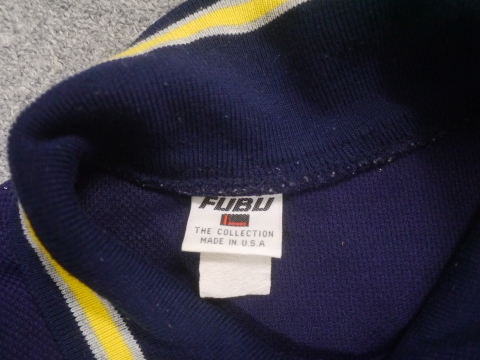 FUBU
THE COLLECTION
MADE IN U.S.A